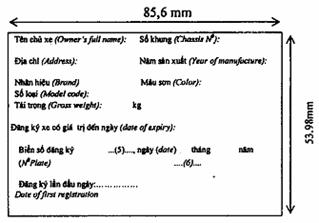 85,6 mm
Tên chủ xe (Owner's full name): Số khung (Chassis Nº):
Địa chỉ (Address): Năm sản xuất (Year of manufacture):
Nhãn hiệu (Brand) Màu sơn (Color):
Số loại (Model code):
Tải trọng (Gross weight): kg
Đăng ký xe có giá trị đến ngày (date of expiry):
Biển số đăng ký ...(5)...., ngày (date) tháng năm
(NºPlate) ....(6)....
Đăng ký lần đầu ngày:..............
Date of first registration
53.98mm